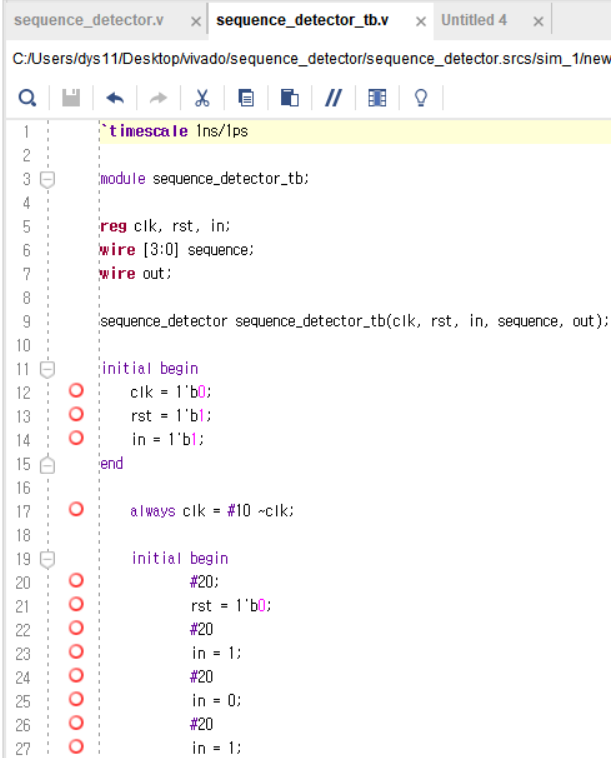 sequence_detector.v × sequence_detector_tb.v × Untitled 4 ×
C:/Users/dys11/Desktop/vivado/sequence_detector/sequence_detector.srcs/sim_1/new
1 `timescale 1ns/1ps
2
3 module sequence_detector_tb;
4
5 reg clk, rst, in;
6 wire [3:0] sequence;
7 wire out;
8
9 sequence_detector sequence_detector_tb(clk, rst, in, sequence, out);
10
11 initial begin
12 clk = 1'b0;
13 rst = 1'b1;
14 in = 1'b1;
15 end
16
17 always clk = #10 ~clk;
18
19 initial begin
20 #20;
21 rst = 1'b0;
22 #20
23 in = 1;
24 #20
25 in = 0;
26 #20
27 in = 1;